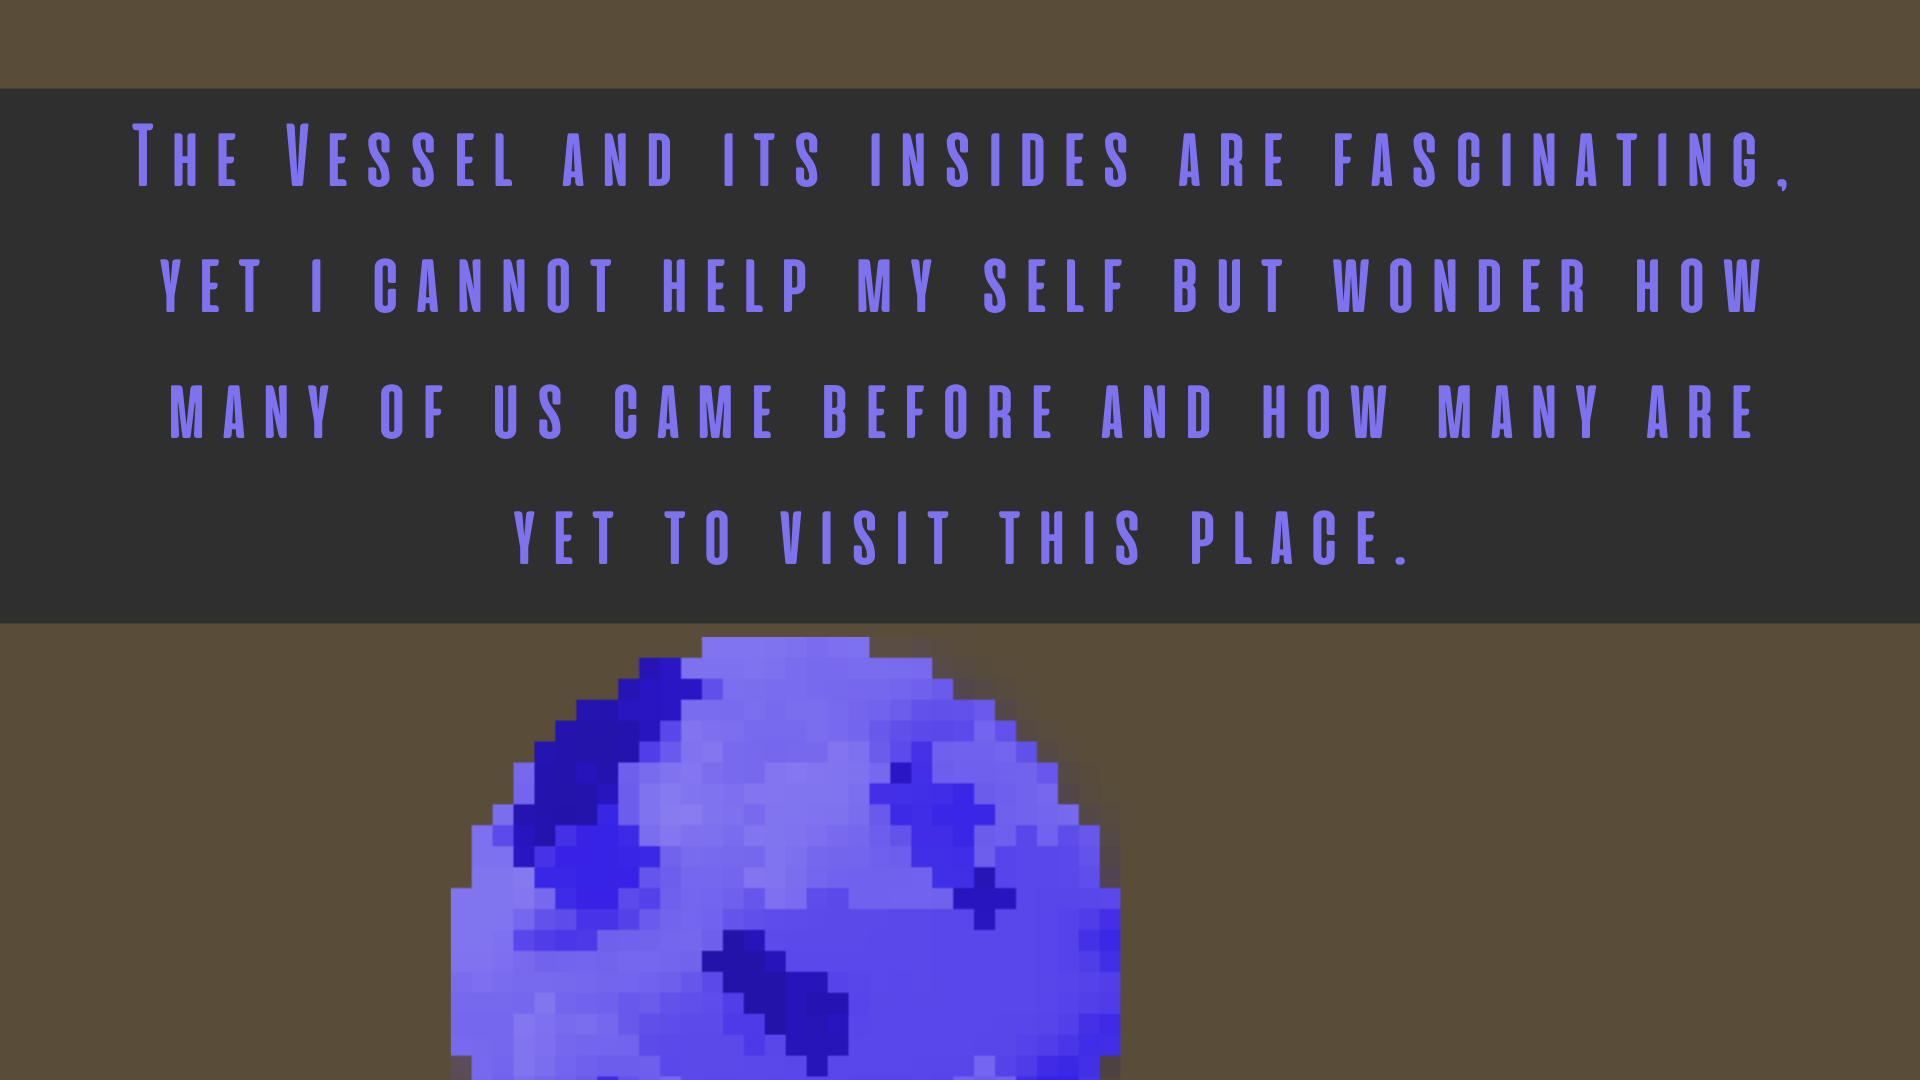 The Vessel and its insides are fascinating,
yet i cannot help my self but wonder how
many of us came before and how many are
yet to visit this place.